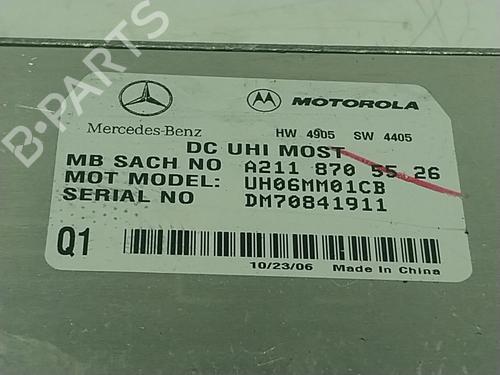 B-PARTS
Mercedes-Benz
MOTOROLA
HW 4905 SW 4405
DC UHI MOST
MB SACH NO A211 870 55 26
MOT MODEL: UH06MM01CB
SERIAL NO DM70841911
Q1
10/23/06 Made In China